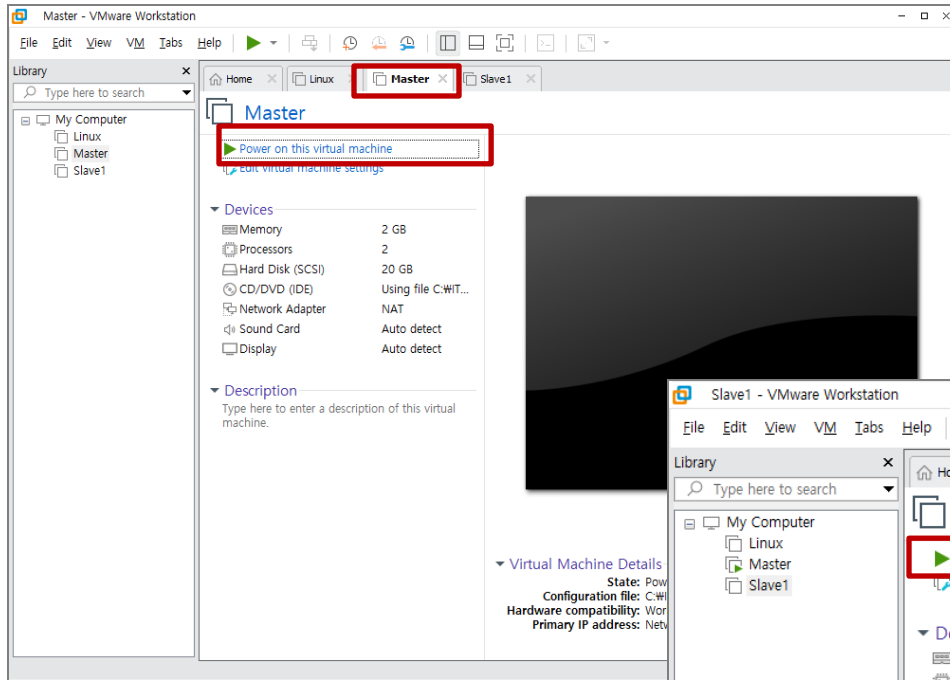 Master - VMware Workstation
File Edit View VM Tabs Help
Library
Type here to search
My Computer
Linux
Master
Slave1
Home Linux Master Slave1
Master
Power on this virtual machine
Edit virtual machine settings
Devices
Memory 2 GB
Processors 2
Hard Disk (SCSI) 20 GB
CD/DVD (IDE) Using file C:₩IT...
Network Adapter NAT
Sound Card Auto detect
Display Auto detect
Description
Type here to enter a description of this virtual
machine.
Virtual Machine Details
State:
Configuration file:
Hardware compatibility:
Primary IP address:
Slave1 - VMware Workstation
File Edit View VM Tabs Help
Library
Type here to search
My Computer
Linux
Master
Slave1